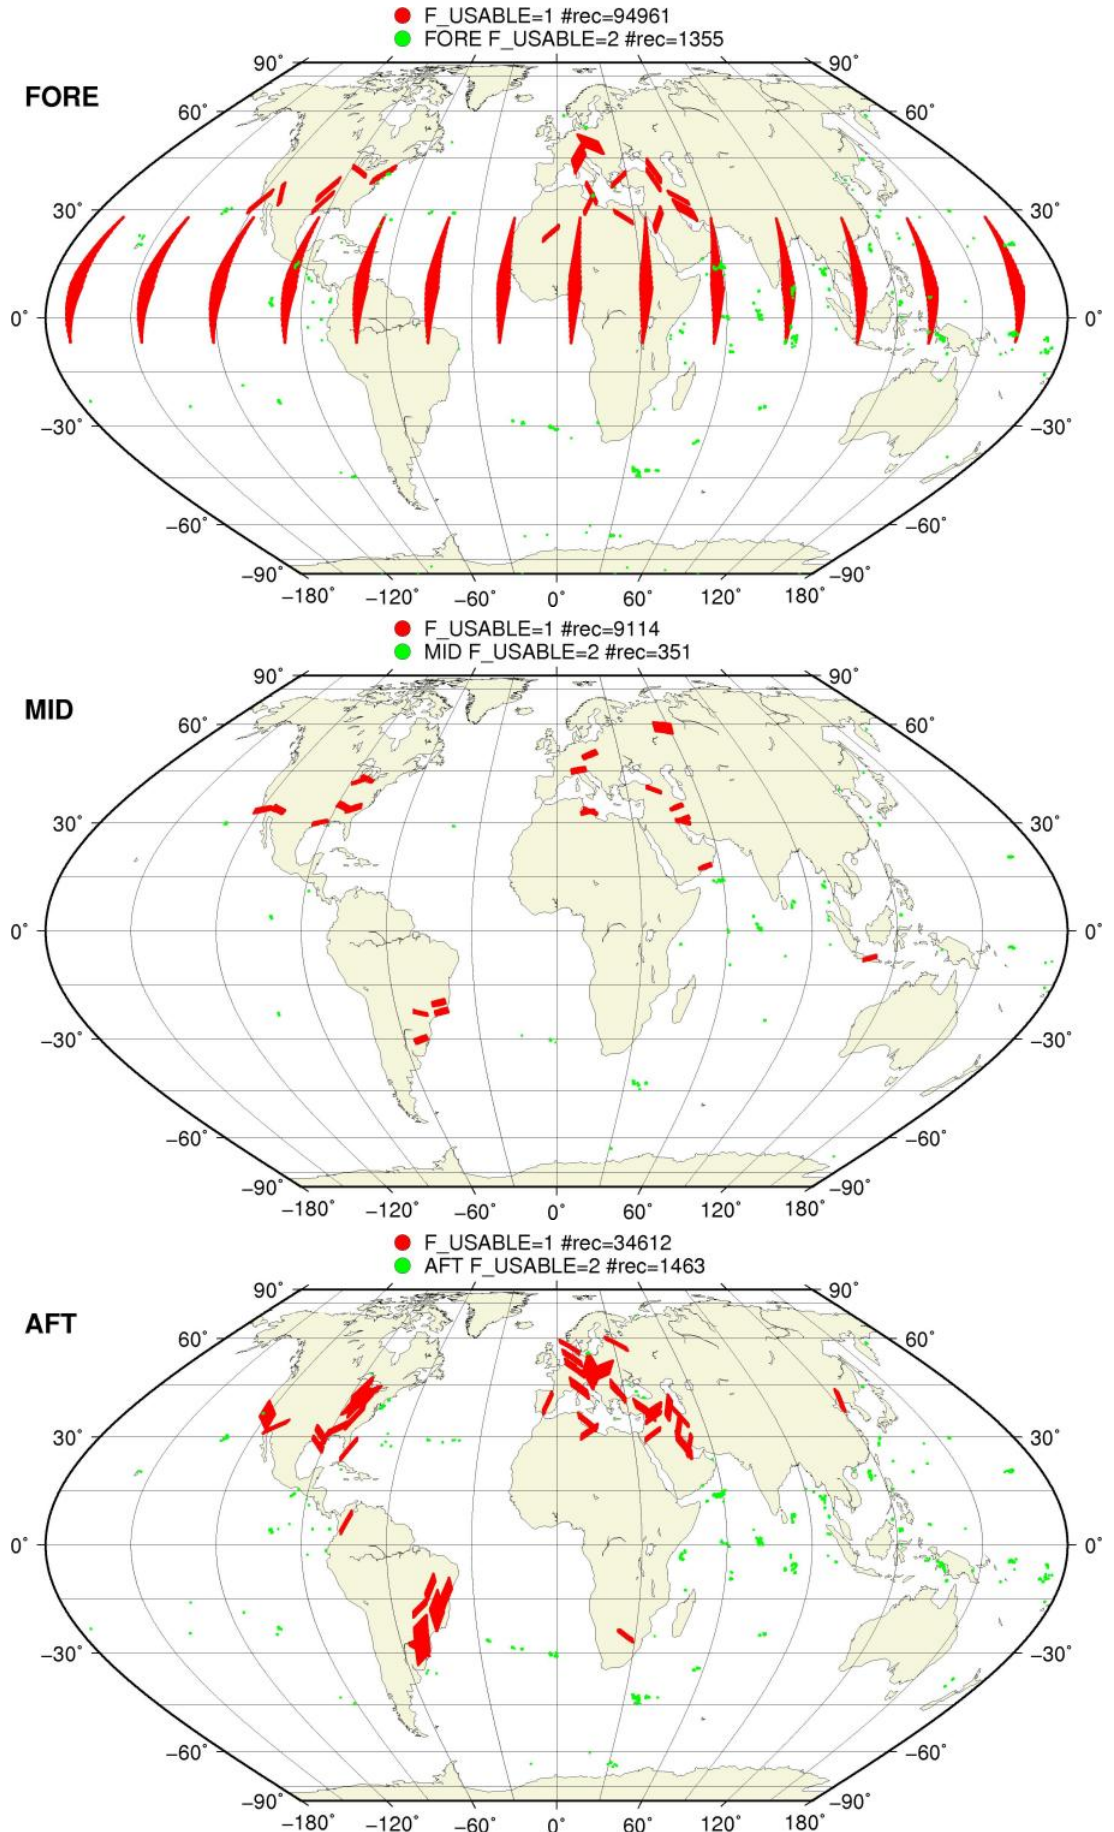 F_USABLE=1 #rec=94961
FORE F_USABLE=2 #rec=1355
FORE
90° 90°
60° 60°
30° 30°
0° 0°
−30° −30°
−60° −60°
−90° −90°
−180° −120° −60° 0° 60° 120° 180°
F_USABLE=1 #rec=9114
MID F_USABLE=2 #rec=351
MID
90° 90°
60° 60°
30° 30°
0° 0°
−30° −30°
−60° −60°
−90° −90°
−180° −120° −60° 0° 60° 120° 180°
F_USABLE=1 #rec=34612
AFT F_USABLE=2 #rec=1463
AFT
90° 90°
60° 60°
30° 30°
0° 0°
−30° −30°
−60° −60°
−90° −90°
−180° −120° −60° 0° 60° 120° 180°